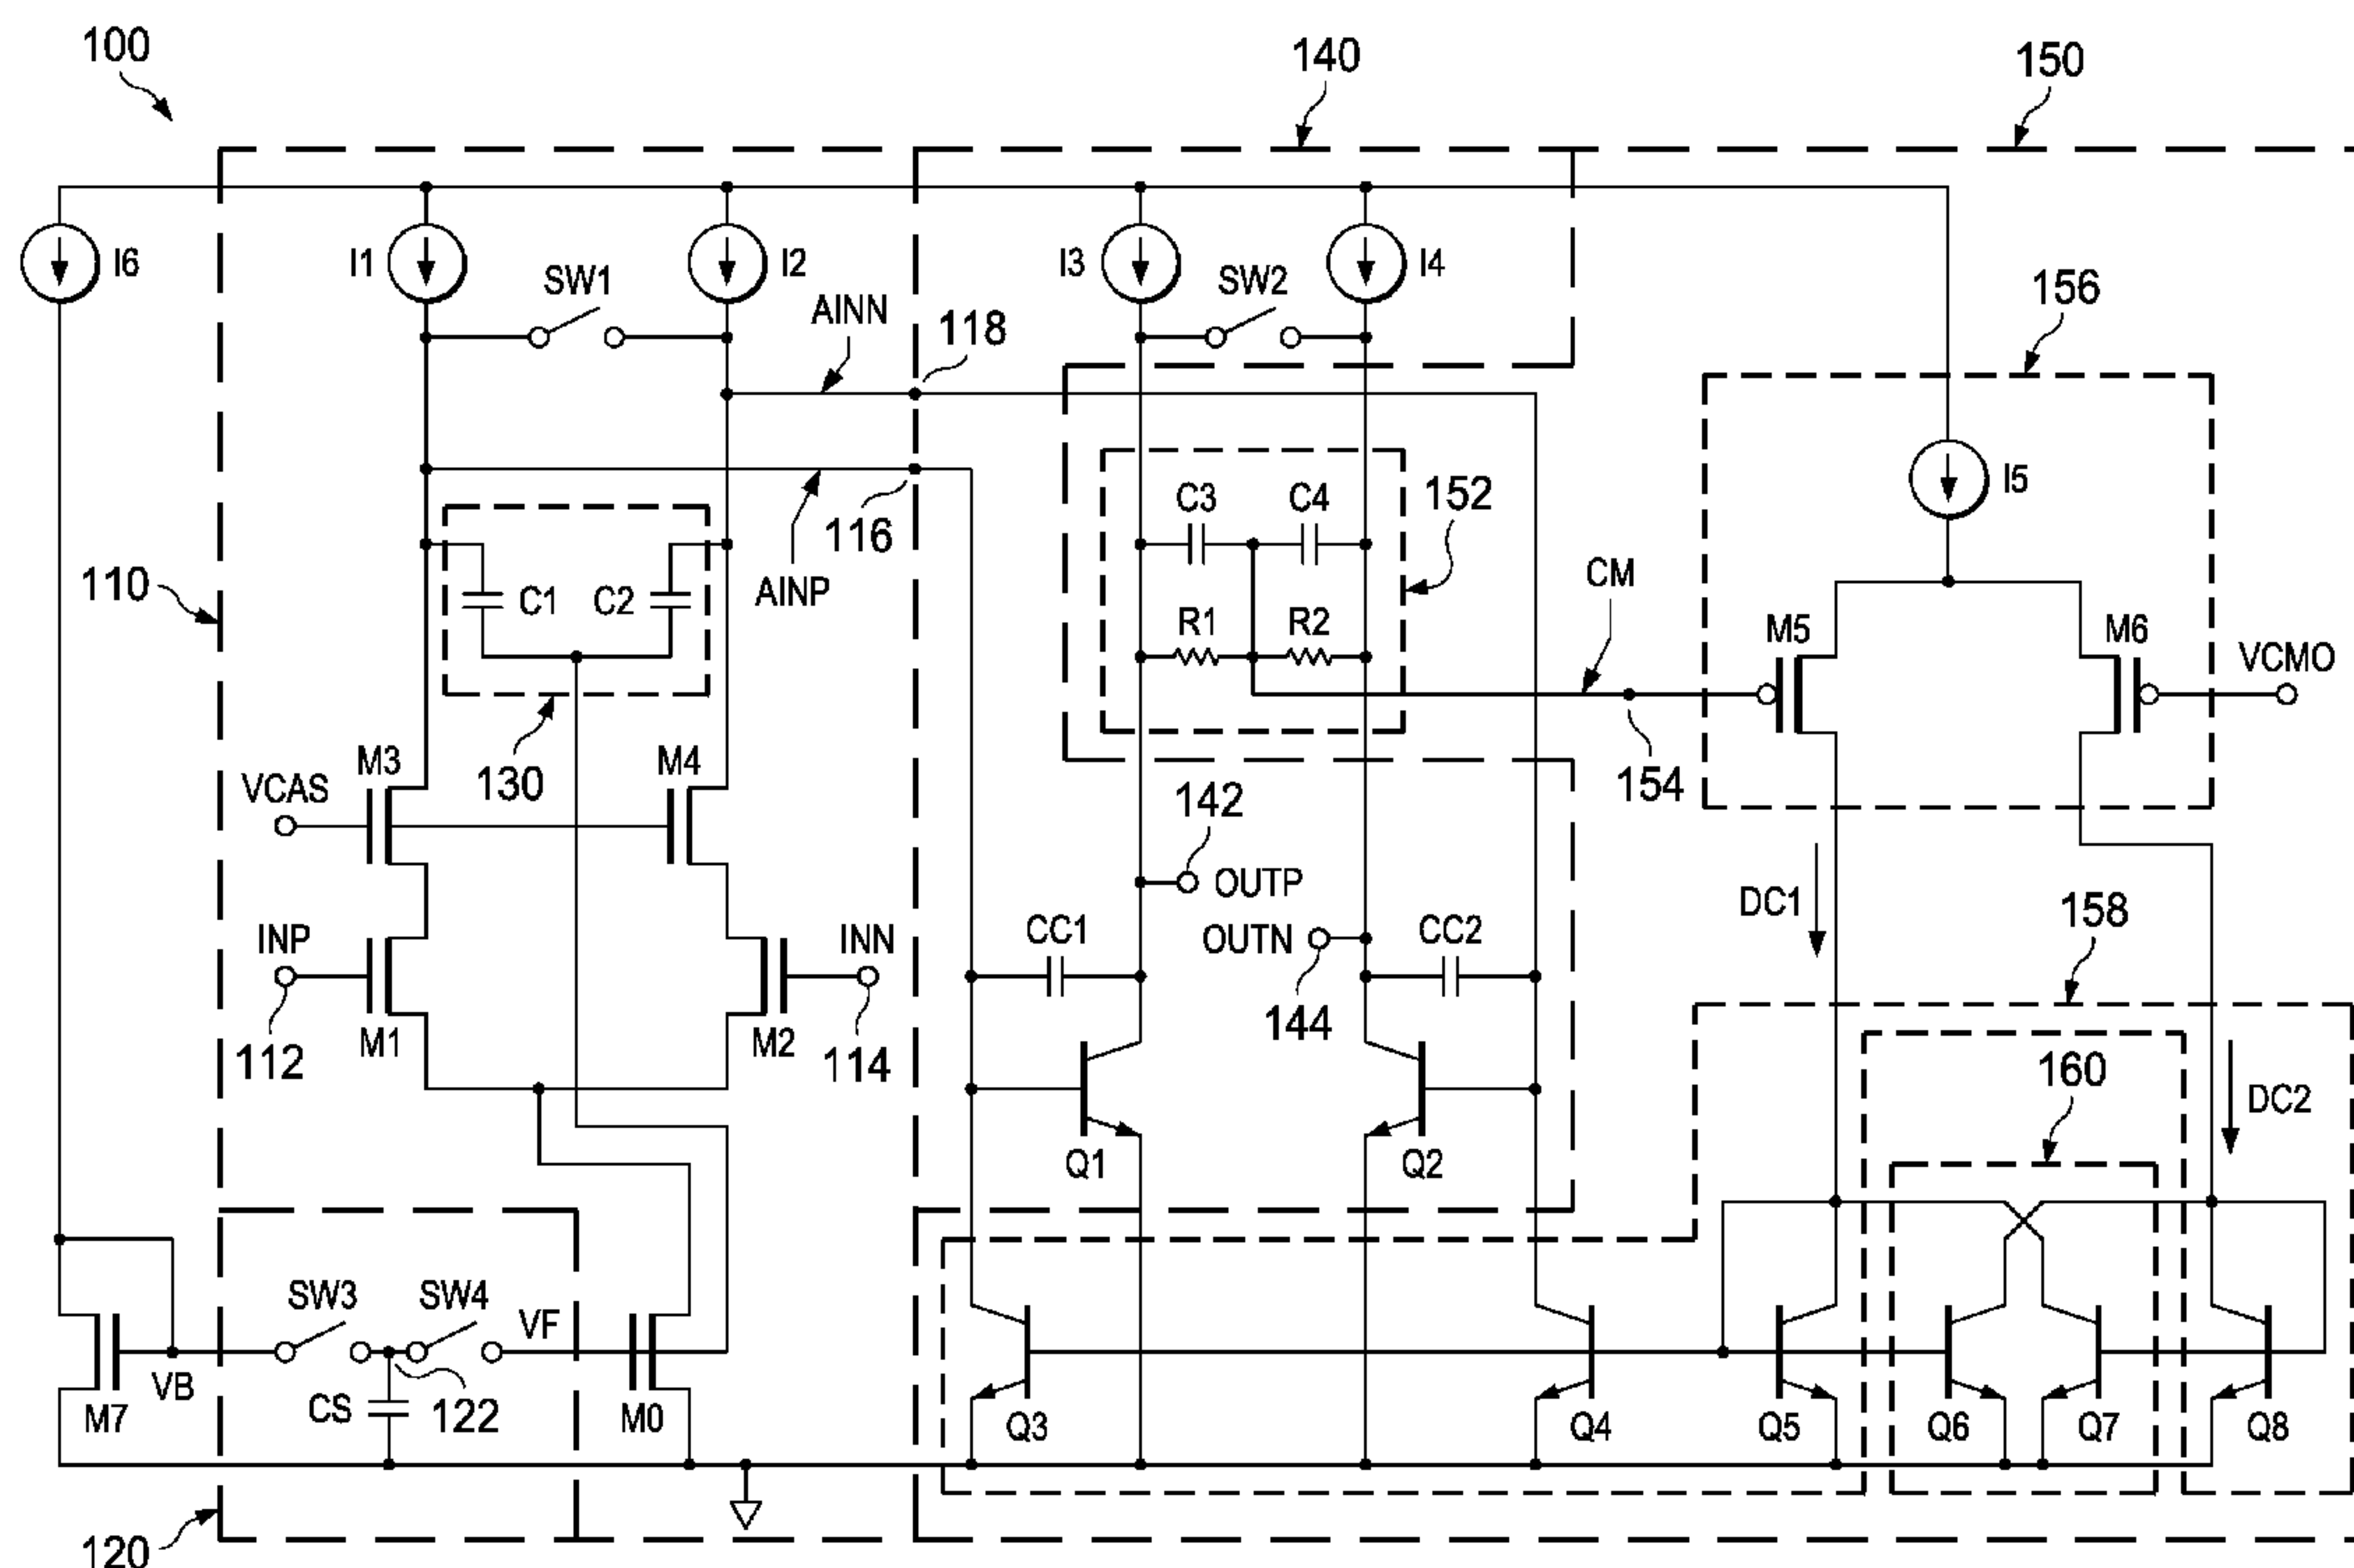 100
140
150
I6
I1
I2
I3
I4
SW1
SW2
AINN
118
156
I5
C3
C4
152
116
AINP
110
C1
C2
R1
R2
CM
M5
M6
VCMO
M3
M4
130
VCAS
142
154
OUTP
DC1
158
INP
INN
CC1
OUTN
CC2
112
M1
M2
114
144
160
DC2
Q1
Q2
SW3
SW4
VF
VB
M7
CS
122
M0
Q3
Q4
Q5
Q6
Q7
Q8
120